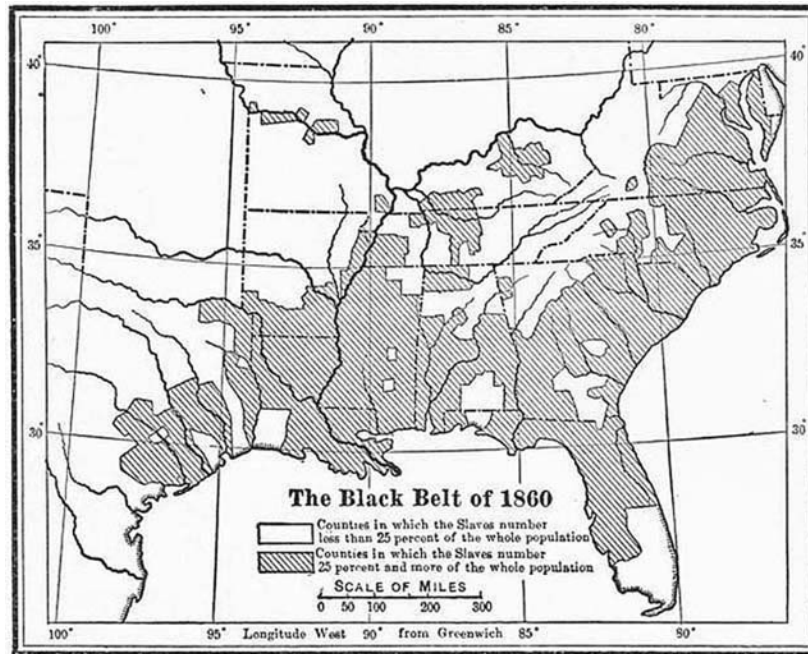 100° 95° 90° 85° 80°
40° 40°
35° 35°
30° 30°
The Black Belt of 1860
Counties in which the Slaves number
less than 25 percent of the whole population
Counties in which the Slaves number
25 percent and more of the whole population
SCALE OF MILES
0 50 100 200 300
100° 95° Longitude West 90° from Greenwich 85° 90°